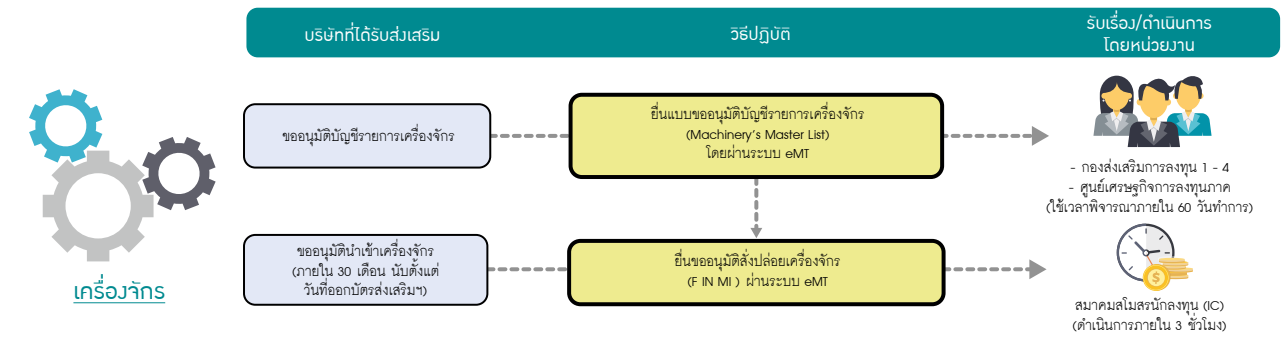 บริษัทที่ได้รับส่งเสริม
วิธีปฏิบัติ
รับเรื่อง/ดำเนินการ
โดยหน่วยงาน
ขออนุมัติบัญชีรายการเครื่องจักร
ยื่นแบบขออนุมัติบัญชีรายการเครื่องจักร
(Machinery's Master List)
โดยผ่านระบบ eMT
- กองส่งเสริมการลงทุน 1 - 4
- ศูนย์เศรษฐกิจการลงทุนภาค
(ใช้เวลาพิจารณาภายใน 60 วันทำการ)
เครื่องจักร
ขออนุมัตินำเข้าเครื่องจักร
(ภายใน 30 เดือน นับตั้งแต่
วันที่ออกบัตรส่งเสริมฯ)
ยื่นขออนุมัติสั่งปล่อยเครื่องจักร
(F IN MI ) ผ่านระบบ eMT
$
สมาคมสโมสรนักลงทุน (IC)
(ดำเนินการภายใน 3 ชั่วโมง)